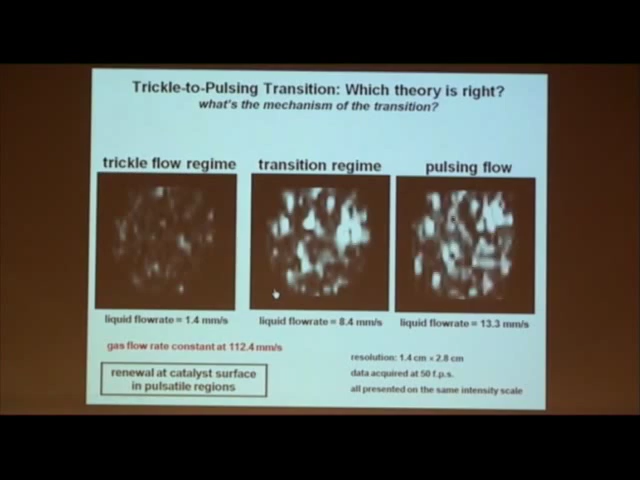 Trickle-to-Pulsing Transition: Which theory is right?
what's the mechanism of the transition?
trickle flow regime
transition regime
pulsing flow
liquid flowrate = 1.4 mm/s
liquid flowrate = 8.4 mm/s
liquid flowrate = 13.3 mm/s
gas flow rate constant at 112.4 mm/s
renewal at catalyst surface
in pulsatile regions
resolution: 1.4 cm × 2.8 cm
data acquired at 50 f.p.s.
all presented on the same intensity scale